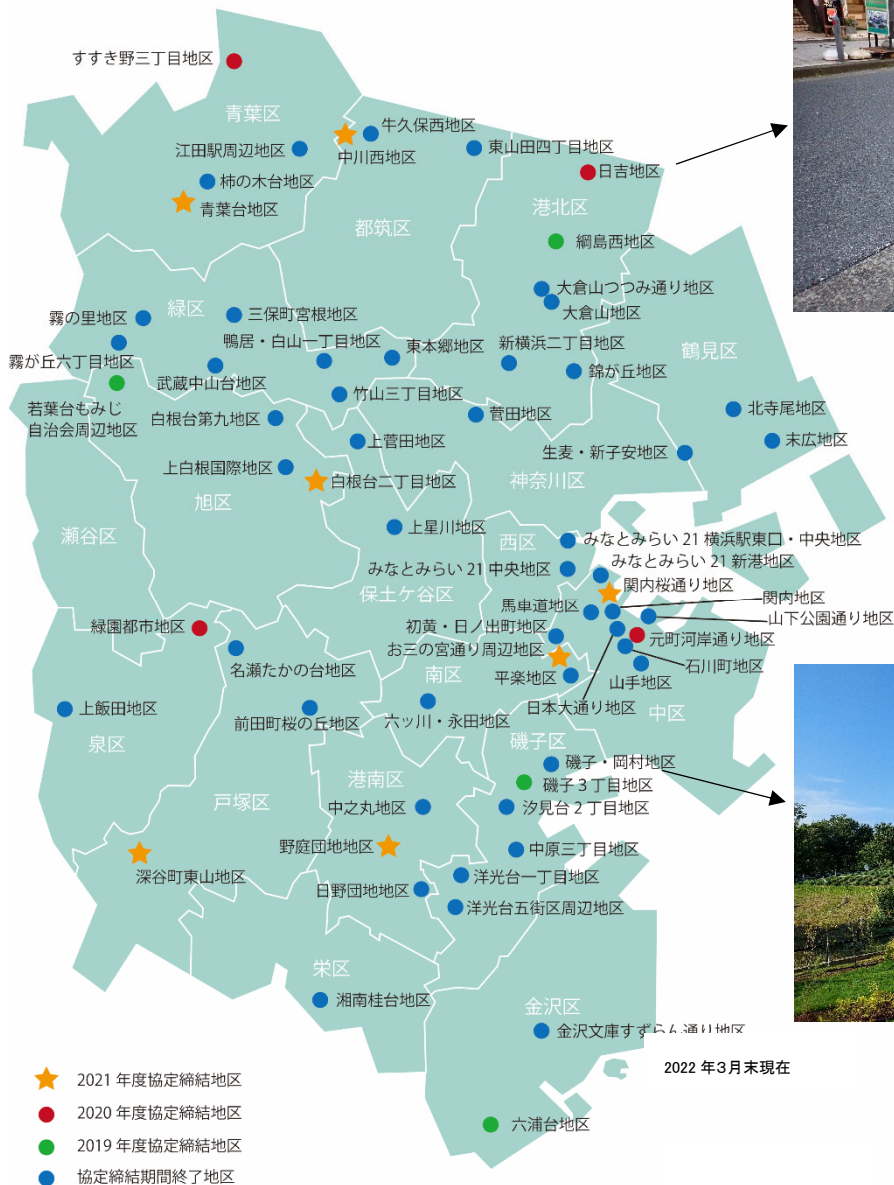 すすき野三丁目地区
青葉区
牛久保西地区
江田駅周辺地区
中川西地区
東山田四丁目地区
日吉地区
柿の木台地区
青葉台地区
港北区
都筑区
綱島西地区
大倉山つつみ通り地区
大倉山地区
緑区
霧の里地区
三保町宮根地区
鴨居・白山一丁目地区
東本郷地区
新横浜二丁目地区
鶴見区
霧が丘六丁目地区
武蔵中山台地区
錦が丘地区
若葉台もみじ
自治会周辺地区
竹山三丁目地区
白根台第九地区
菅田地区
北寺尾地区
上菅田地区
生麦・新子安地区
末広地区
上白根国際地区
白根台二丁目地区
神奈川区
旭区
瀬谷区
上星川地区
西区
みなとみらい 21 横浜駅東口・中央地区
みなとみらい 21 新港地区
みなとみらい 21 中央地区
関内桜通り地区
保土ケ谷区
馬車道地区
関内地区
山下公園通り地区
緑園都市地区
初黄・日ノ出町地区
元町河岸通り地区
お三の宮通り周辺地区
石川町地区
名瀬たかの台地区
南区
平楽地区
山手地区
日本大通り地区
中区
上飯田地区
前田町桜の丘地区
六ッ川・永田地区
泉区
磯子区
磯子・岡村地区
港南区
磯子３丁目地区
戸塚区
中之丸地区
汐見台２丁目地区
野庭団地地区
中原三丁目地区
深谷町東山地区
洋光台一丁目地区
日野団地地区
洋光台五街区周辺地区
栄区
湘南桂台地区
金沢区
金沢文庫すずらん通り地区
2022 年３月末現在
2021 年度協定締結地区
2020 年度協定締結地区
2019 年度協定締結地区
六浦台地区
協定締結期間終了地区